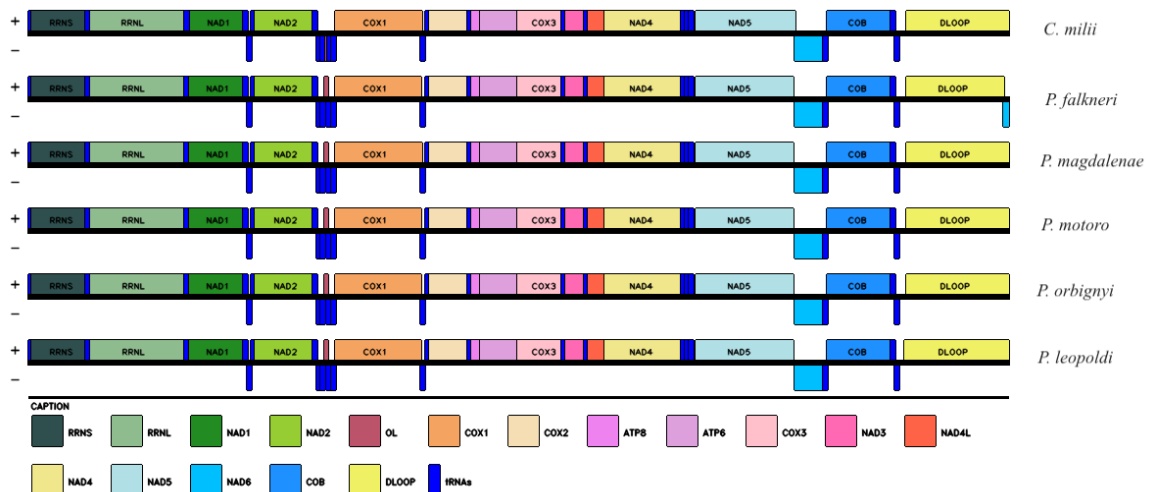 + RRNS RRNL NAD1 NAD2 COX1 COX3 NAD4 NAD5 COB DLOOP C. milii
−
+ RRNS RRNL NAD1 NAD2 COX1 COX3 NAD4 NAD5 COB DLOOP P. falkneri
−
+ RRNS RRNL NAD1 NAD2 COX1 COX3 NAD4 NAD5 COB DLOOP P. magdalenae
−
+ RRNS RRNL NAD1 NAD2 COX1 COX3 NAD4 NAD5 COB DLOOP P. motoro
−
+ RRNS RRNL NAD1 NAD2 COX1 COX3 NAD4 NAD5 COB DLOOP P. orbignyi
−
+ RRNS RRNL NAD1 NAD2 COX1 COX3 NAD4 NAD5 COB DLOOP P. leopoldi
−
CAPTION
RRNS RRNL NAD1 NAD2 OL COX1 COX2 ATP8 ATP6 COX3 NAD3 NAD4L
NAD4 NAD5 NAD6 COB DLOOP tRNAs